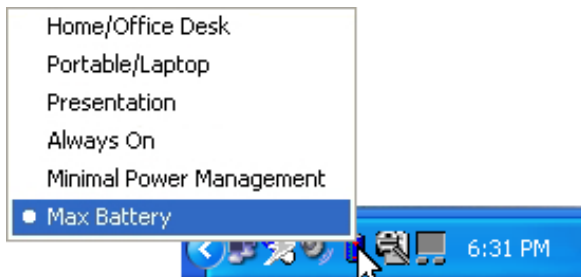 Home/Office Desk
Portable/Laptop
Presentation
Always On
Minimal Power Management
Max Battery
6:31 PM